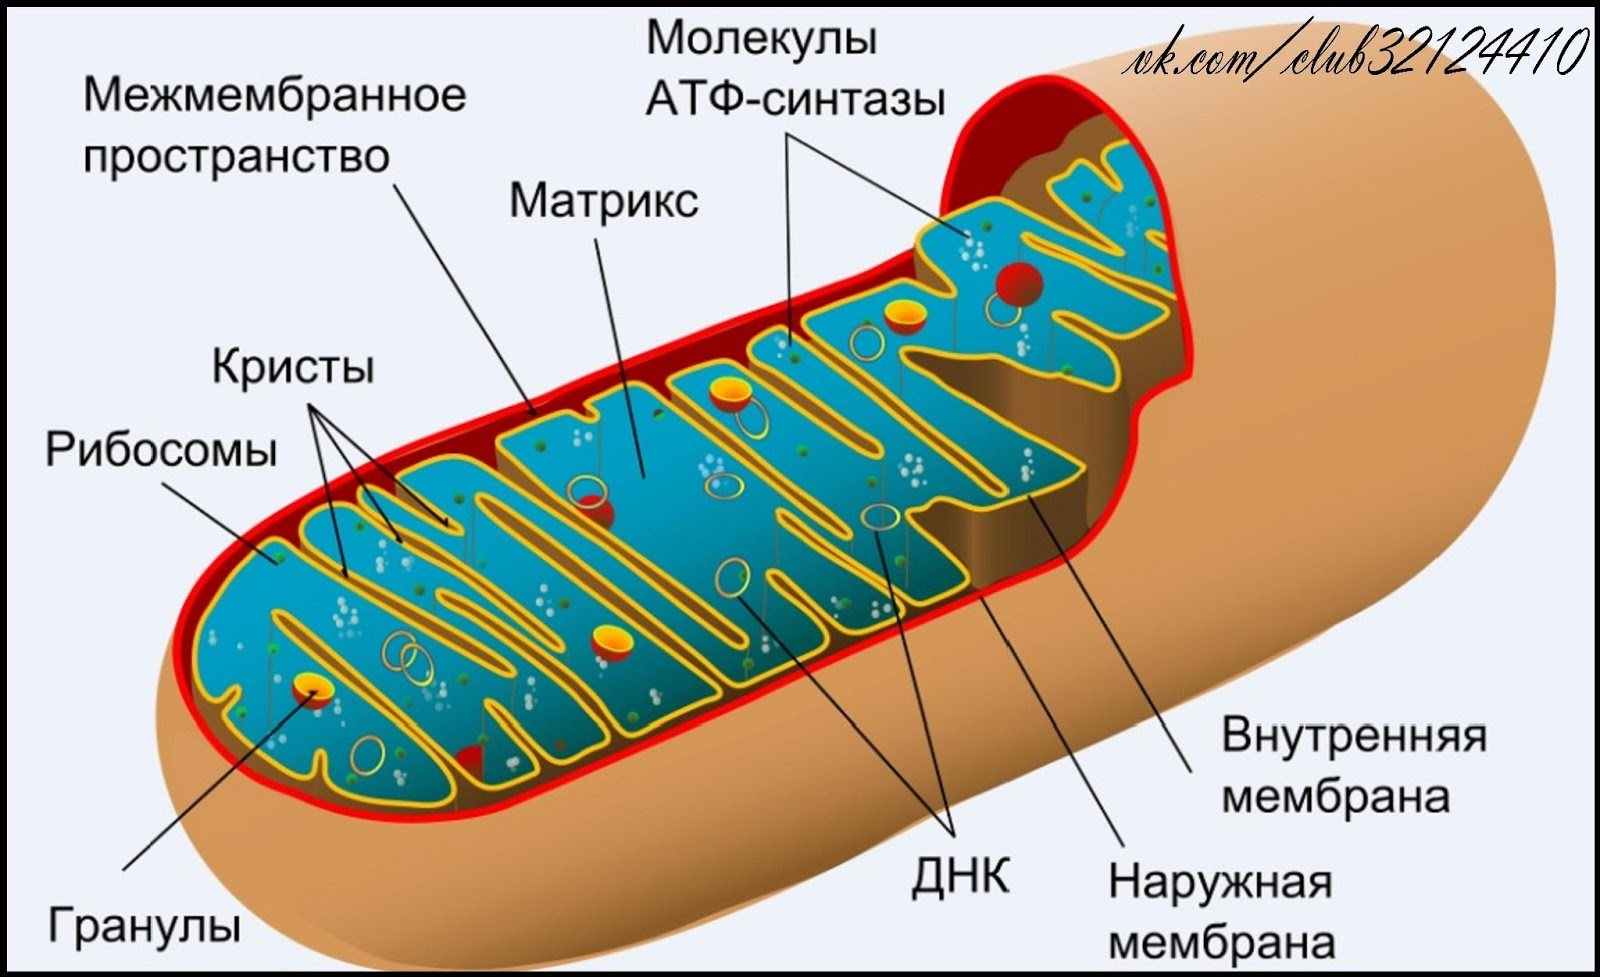 Молекулы
АТФ-синтазы
vk.com/club32124410
Межмембранное
пространство
Матрикс
Кристы
Рибосомы
Гранулы
ДНК
Внутренняя
мембрана
Наружная
мембрана